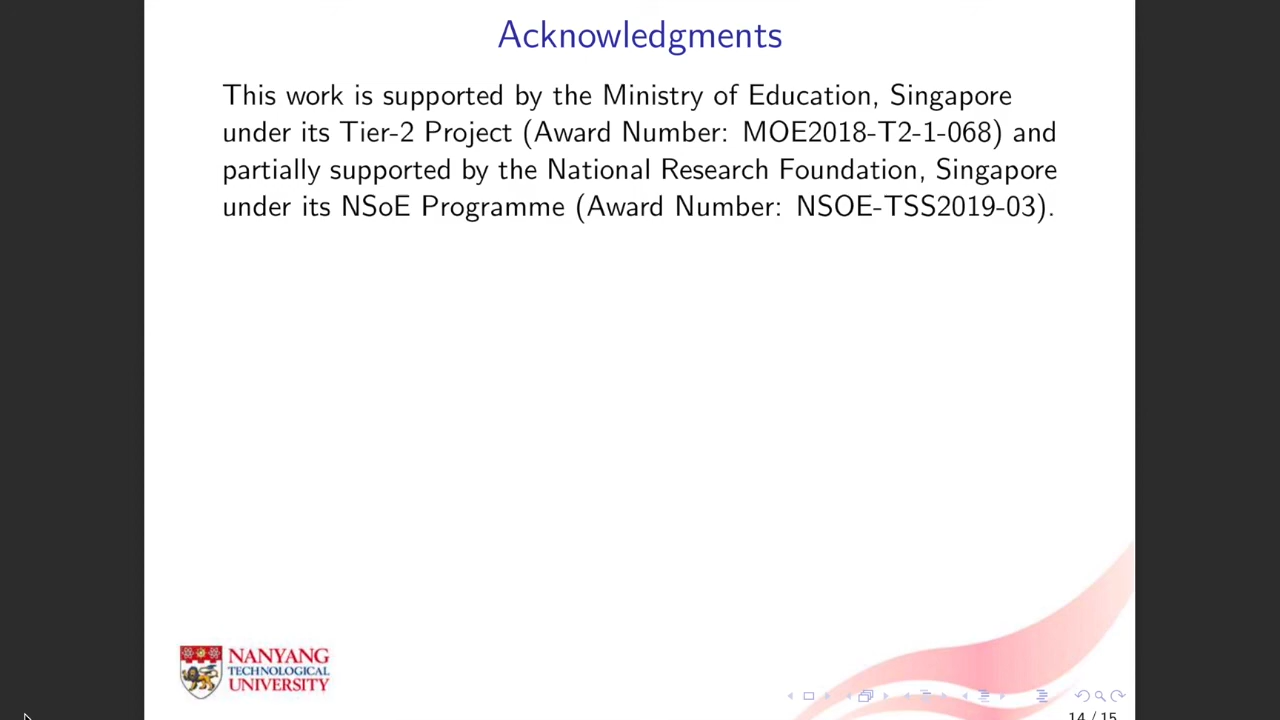 Acknowledgments
This work is supported by the Ministry of Education, Singapore
under its Tier-2 Project (Award Number: MOE2018-T2-1-068) and
partially supported by the National Research Foundation, Singapore
under its NSoE Programme (Award Number: NSOE-TSS2019-03).
NANYANG
TECHNOLOGICAL
UNIVERSITY
14 / 15